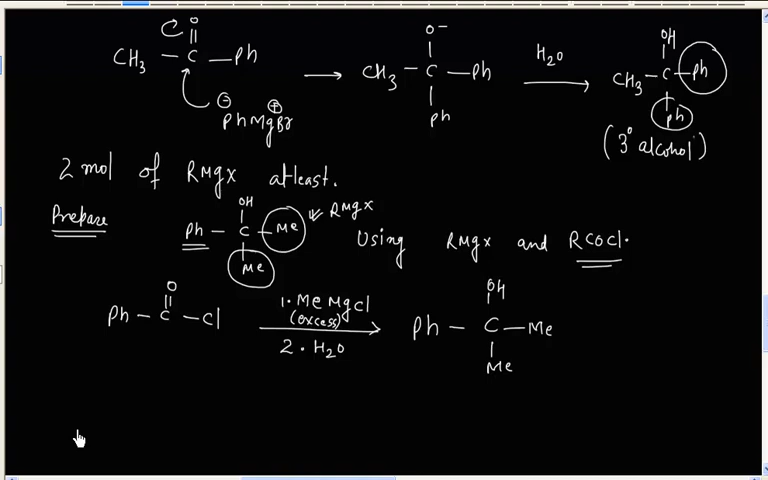 O O⁻ OH
CH₃ — C — Ph ⟶ CH₃ — C — Ph H₂O ⟶ CH₃ — C — Ph
⊖ ⊕
PhMgBr Ph Ph
(3° alcohol)
2 mol of RMgX atleast.
Prepare OH
Ph — C — Me RMgX Using RMgX and RCOCl.
Me
O 1. MeMgCl OH
Ph — C — Cl (excess) ⟶ Ph — C — Me
2. H₂O Me